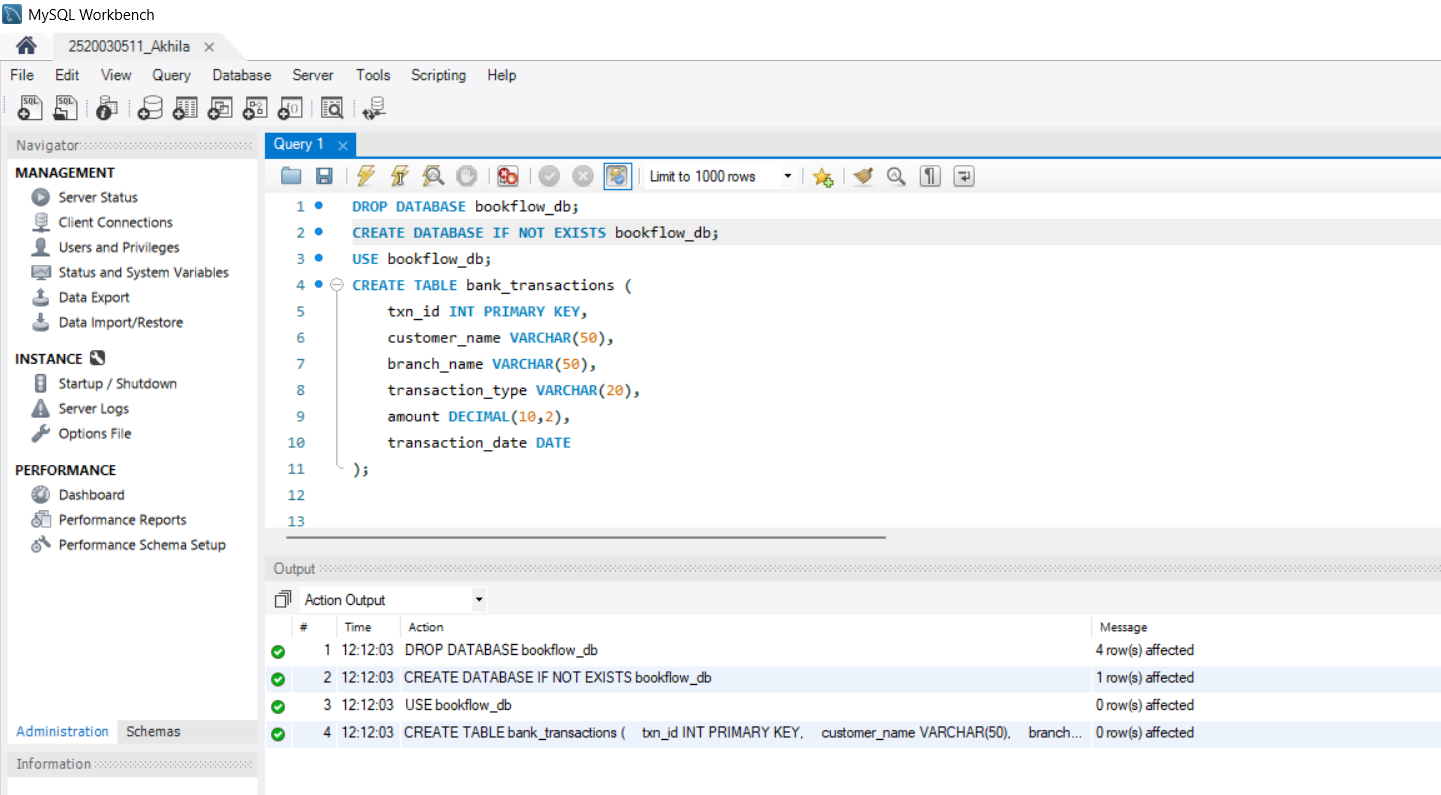 MySQL Workbench
2520030511_Akhila
File Edit View Query Database Server Tools Scripting Help
Navigator
MANAGEMENT
Server Status
Client Connections
Users and Privileges
Status and System Variables
Data Export
Data Import/Restore
INSTANCE
Startup / Shutdown
Server Logs
Options File
PERFORMANCE
Dashboard
Performance Reports
Performance Schema Setup
Administration Schemas
Information
Query 1
Limit to 1000 rows
1 DROP DATABASE bookflow_db;
2 CREATE DATABASE IF NOT EXISTS bookflow_db;
3 USE bookflow_db;
4 CREATE TABLE bank_transactions (
5 txn_id INT PRIMARY KEY,
6 customer_name VARCHAR(50),
7 branch_name VARCHAR(50),
8 transaction_type VARCHAR(20),
9 amount DECIMAL(10,2),
10 transaction_date DATE
11 );
12
13
Output
Action Output
# Time Action Message
1 12:12:03 DROP DATABASE bookflow_db 4 row(s) affected
2 12:12:03 CREATE DATABASE IF NOT EXISTS bookflow_db 1 row(s) affected
3 12:12:03 USE bookflow_db 0 row(s) affected
4 12:12:03 CREATE TABLE bank_transactions ( txn_id INT PRIMARY KEY, customer_name VARCHAR(50), branch... 0 row(s) affected